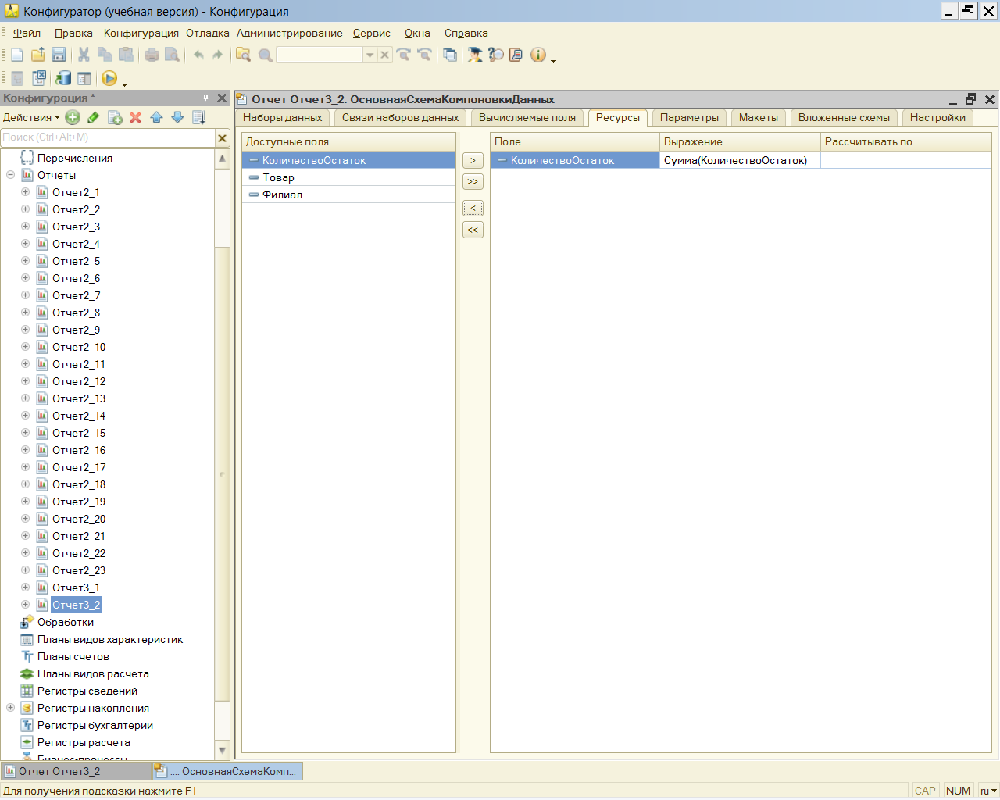 Конфигуратор (учебная версия) - Конфигурация
Файл Правка Конфигурация Отладка Администрирование Сервис Окна Справка
Конфигурация *
Действия
Поиск (Ctrl+Alt+M)
Перечисления
Отчеты
Отчет2_1
Отчет2_2
Отчет2_3
Отчет2_4
Отчет2_5
Отчет2_6
Отчет2_7
Отчет2_8
Отчет2_9
Отчет2_10
Отчет2_11
Отчет2_12
Отчет2_13
Отчет2_14
Отчет2_15
Отчет2_16
Отчет2_17
Отчет2_18
Отчет2_19
Отчет2_20
Отчет2_21
Отчет2_22
Отчет2_23
Отчет3_1
Отчет3_2
Обработки
Планы видов характеристик
Планы счетов
Планы видов расчета
Регистры сведений
Регистры накопления
Регистры бухгалтерии
Регистры расчета
Бизнес-процессы
Отчет Отчет3_2: ОсновнаяСхемаКомпоновкиДанных
Наборы данных Связи наборов данных Вычисляемые поля Ресурсы Параметры Макеты Вложенные схемы Настройки
Доступные поля
КоличествоОстаток
Товар
Филиал
>
>>
<
<<
Поле Выражение Рассчитывать по...
КоличествоОстаток Сумма(КоличествоОстаток)
Отчет Отчет3_2 ...: ОсновнаяСхемаКомп...
Для получения подсказки нажмите F1 CAP NUM ru